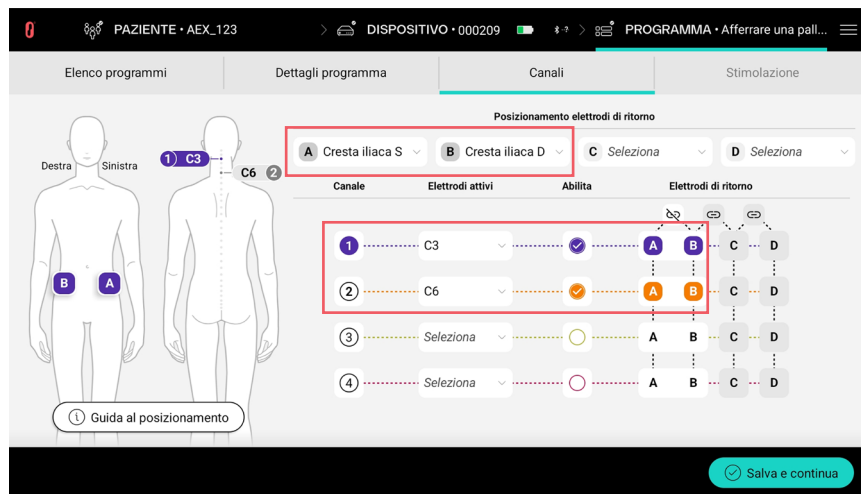 PAZIENTE • AEX_123 > DISPOSITIVO • 000209 > PROGRAMMA • Afferrare una pall...
Elenco programmi Dettagli programma Canali Stimolazione
Posizionamento elettrodi di ritorno
A Cresta iliaca S B Cresta iliaca D C Seleziona D Seleziona
Destra Sinistra
1 C3
C6 2
Canale Elettrodi attivi Abilita Elettrodi di ritorno
1 C3 A B C D
2 C6 A B C D
3 Seleziona A B C D
4 Seleziona A B C D
B A
Guida al posizionamento
Salva e continua